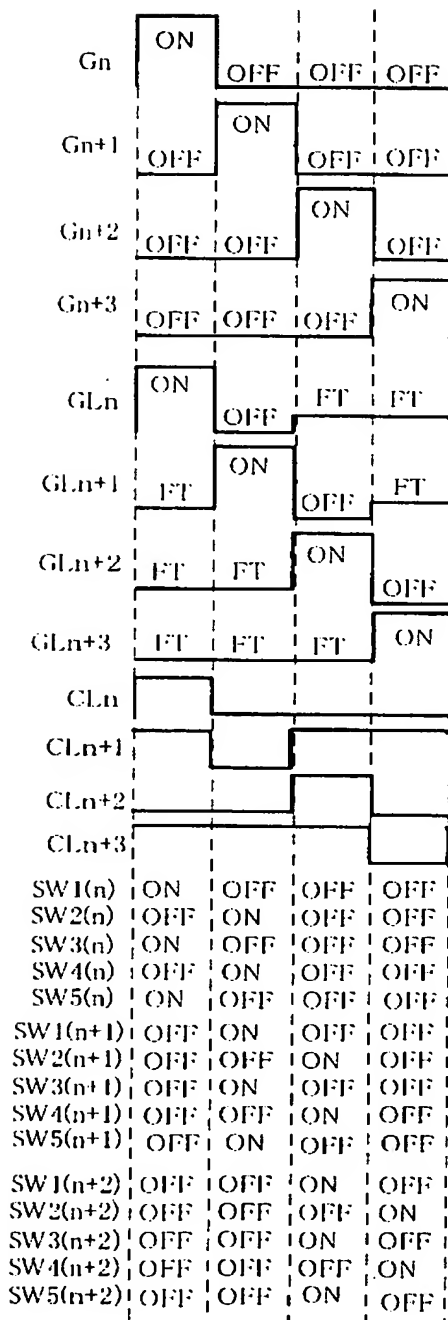 Gn ON OFF OFF OFF
Gn+1 OFF ON OFF OFF
Gn+2 OFF OFF ON OFF
Gn+3 OFF OFF OFF ON
GLn ON OFF FT FT
GLn+1 FT ON OFF FT
GLn+2 FT FT ON OFF
GLn+3 FT FT FT ON
CLn
CLn+1
CLn+2
CLn+3
SW1(n) ON OFF OFF OFF
SW2(n) OFF ON OFF OFF
SW3(n) ON OFF OFF OFF
SW4(n) OFF ON OFF OFF
SW5(n) ON OFF OFF OFF
SW1(n+1) OFF ON OFF OFF
SW2(n+1) OFF OFF ON OFF
SW3(n+1) OFF ON OFF OFF
SW4(n+1) OFF OFF ON OFF
SW5(n+1) OFF ON OFF OFF
SW1(n+2) OFF OFF ON OFF
SW2(n+2) OFF OFF OFF ON
SW3(n+2) OFF OFF ON OFF
SW4(n+2) OFF OFF OFF ON
SW5(n+2) OFF OFF ON OFF